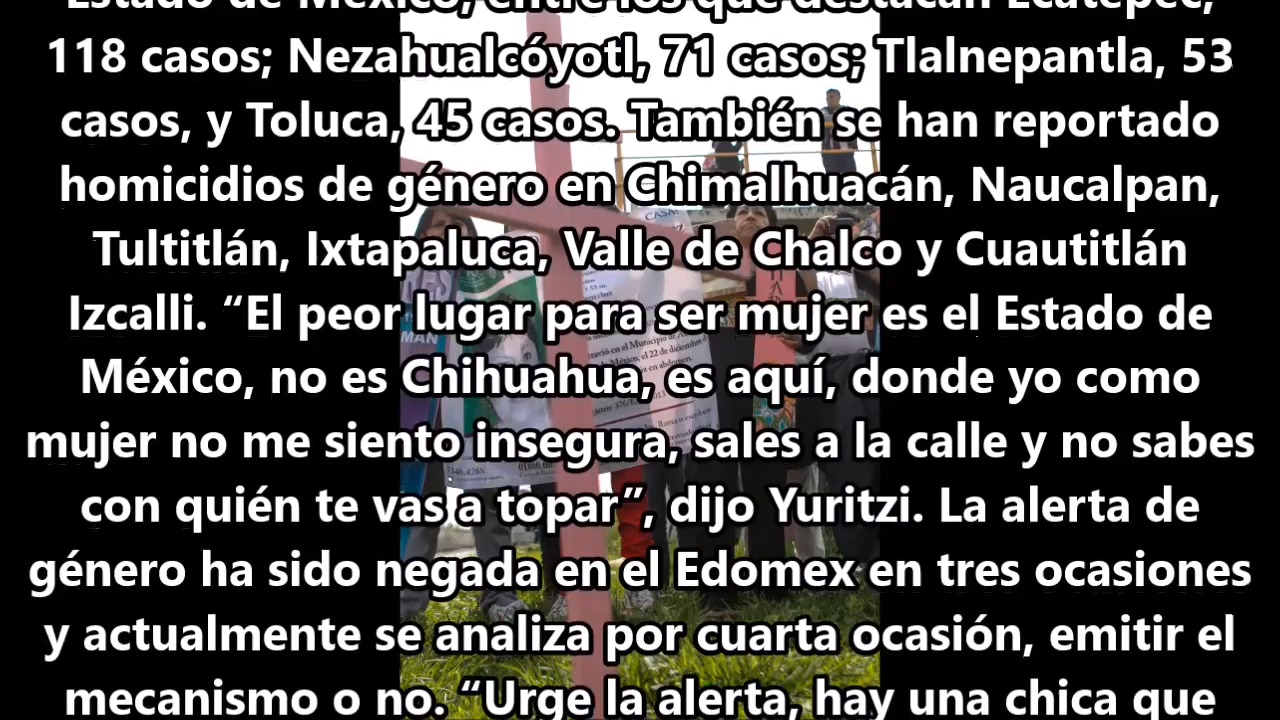 Estado de México, entre los que destacan Ecatepec,
118 casos; Nezahualcóyotl, 71 casos; Tlalnepantla, 53
casos, y Toluca, 45 casos. También se han reportado
homicidios de género en Chimalhuacán, Naucalpan,
Tultitlán, Ixtapaluca, Valle de Chalco y Cuautitlán
Izcalli. “El peor lugar para ser mujer es el Estado de
México, no es Chihuahua, es aquí, donde yo como
mujer no me siento insegura, sales a la calle y no sabes
con quién te vas a topar”, dijo Yuritzi. La alerta de
género ha sido negada en el Edomex en tres ocasiones
y actualmente se analiza por cuarta ocasión, emitir el
mecanismo o no. “Urge la alerta, hay una chica que